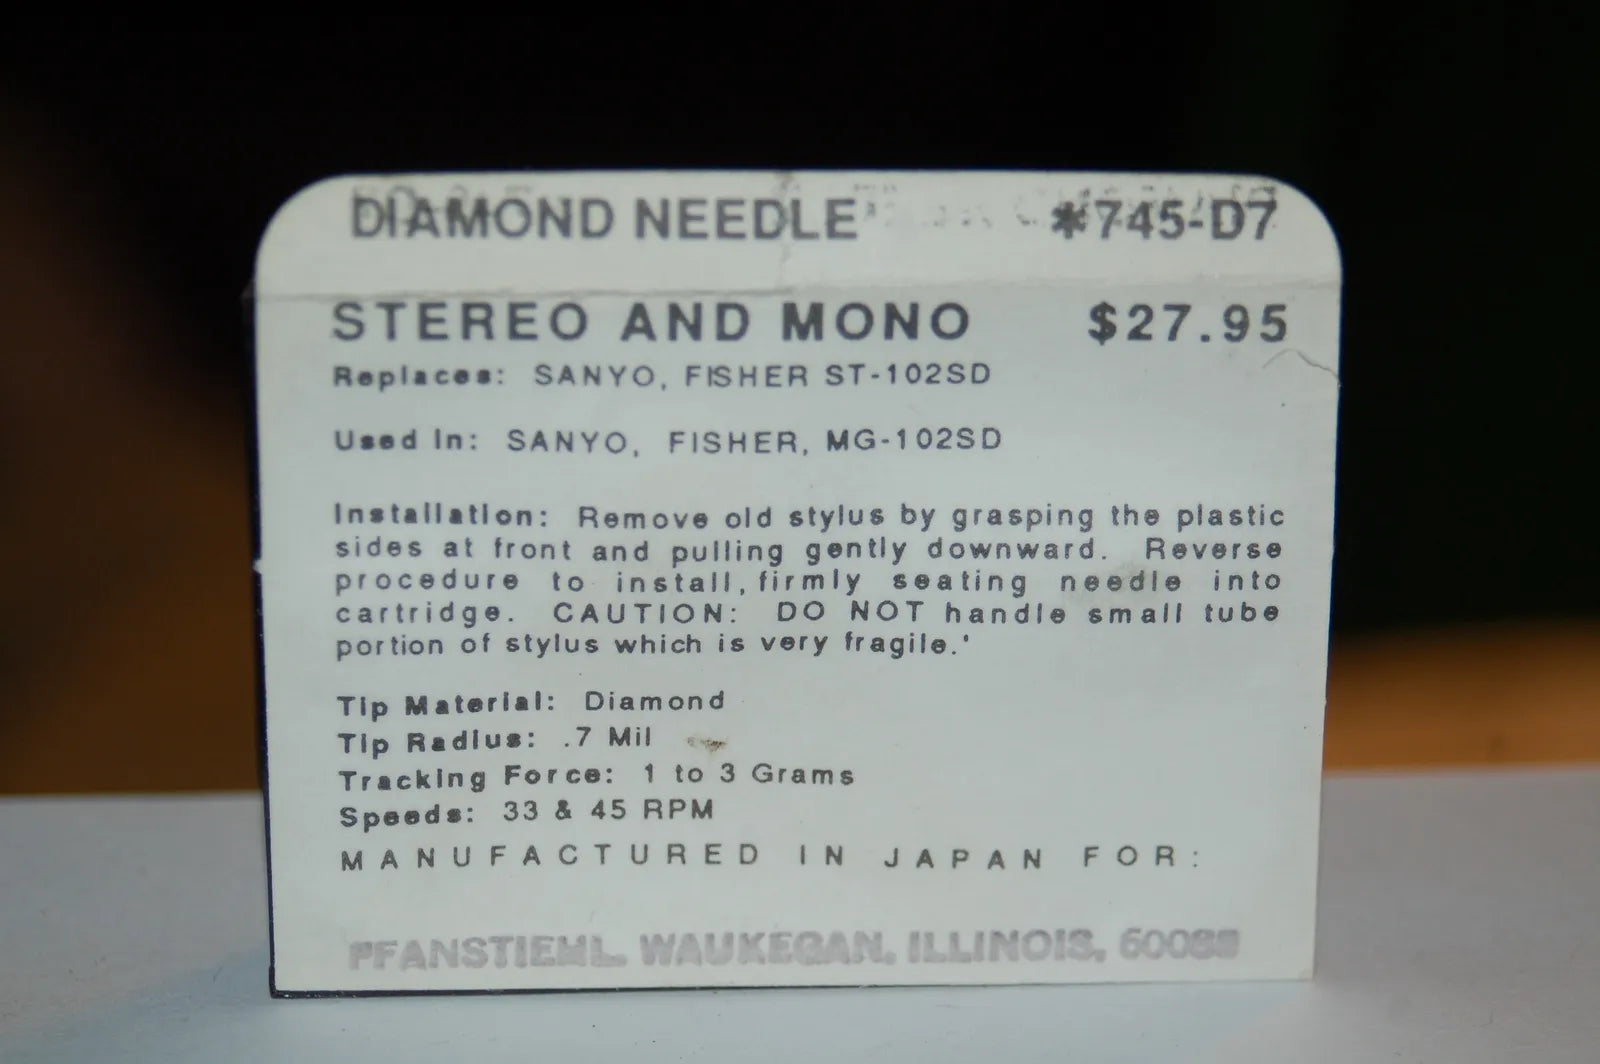 DIAMOND NEEDLE *745-D7
STEREO AND MONO $27.95
Replaces: SANYO, FISHER ST-102SD
Used In: SANYO, FISHER, MG-102SD
Installation: Remove old stylus by grasping the plastic
sides at front and pulling gently downward. Reverse
procedure to install, firmly seating needle into
cartridge. CAUTION: DO NOT handle small tube
portion of stylus which is very fragile.'
Tip Material: Diamond
Tip Radius: .7 Mil
Tracking Force: 1 to 3 Grams
Speeds: 33 & 45 RPM
MANUFACTURED IN JAPAN FOR:
PFANSTIEHL, WAUKEGAN, ILLINOIS, 60085